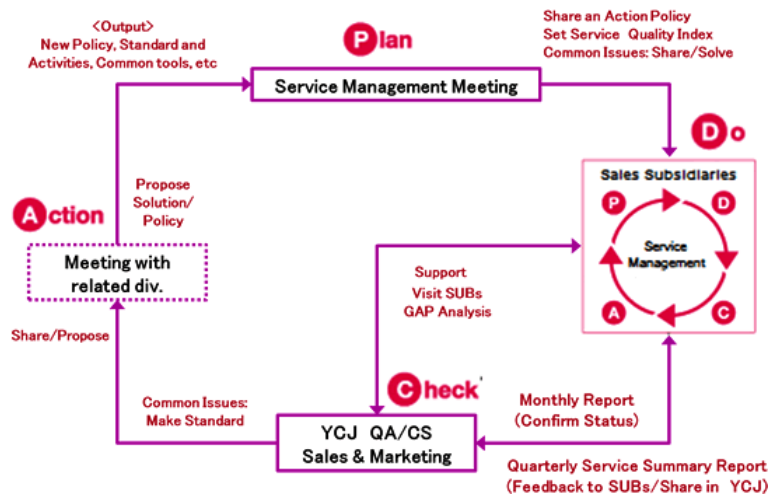 <Output>
New Policy, Standard and
Activities, Common tools, etc
Plan
Service Management Meeting
Share an Action Policy
Set Service Quality Index
Common Issues: Share/Solve
Do
Sales Subsidiaries
P
D
Service
Management
A
C
Action
Propose
Solution/
Policy
Meeting with
related div.
Share/Propose
Support
Visit SUBs
GAP Analysis
Check'
Common Issues:
Make Standard
YCJ QA/CS
Sales & Marketing
Monthly Report
(Confirm Status)
Quarterly Service Summary Report
(Feedback to SUBs/Share in YCJ)